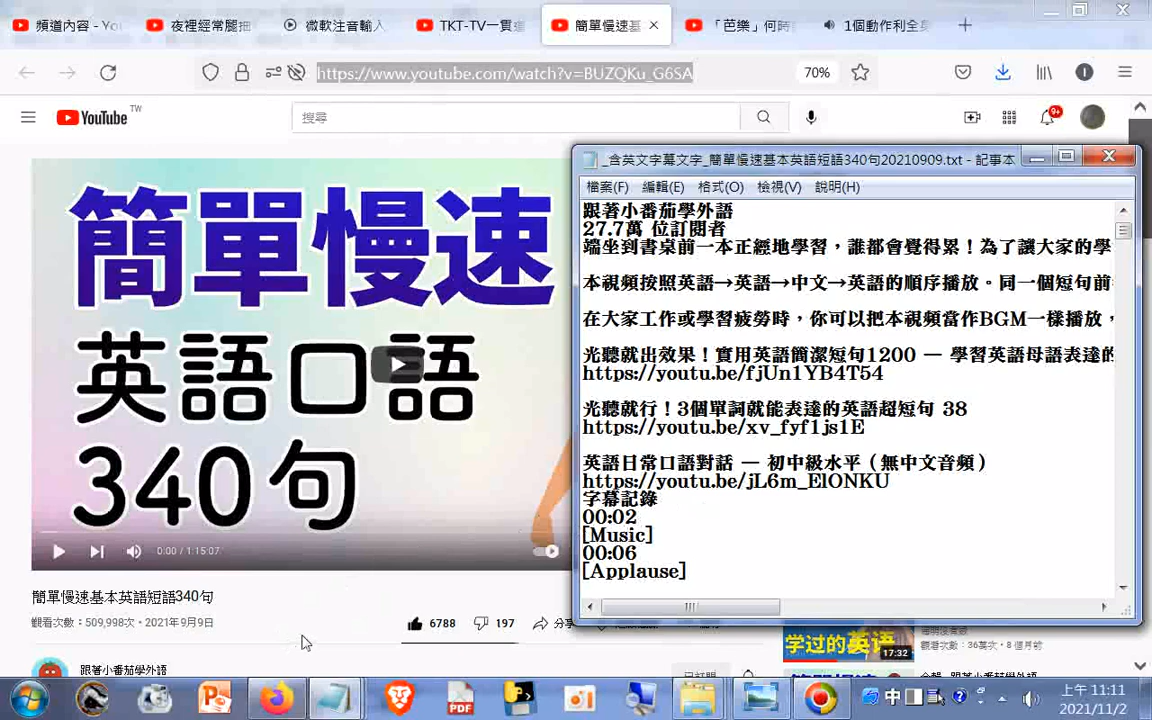 頻道內容 - Yo
夜裡經常腿抽
微軟注音輸入
TKT-TV一貫道
簡單慢速基
「芭樂」何時
1個動作利全身
https://www.youtube.com/watch?v=BUZQKu_G6SA
70%
YouTube TW
搜尋
9+
_含英文字幕文字_簡單慢速基本英語短語340句20210909.txt - 記事本
檔案(F) 編輯(E) 格式(O) 檢視(V) 說明(H)
跟著小番茄學外語
27.7萬 位訂閱者
端坐到書桌前一本正經地學習，誰都會覺得累！為了讓大家的學
本視頻按照英語→英語→中文→英語的順序播放。同一個短句前
在大家工作或學習疲勞時，你可以把本視頻當作BGM一樣播放，
光聽就出效果！實用英語簡潔短句1200 — 學習英語母語表達的
https://youtu.be/fjUn1YB4T54
光聽就行！3個單詞就能表達的英語超短句 38
https://youtu.be/xv_fyf1js1E
英語日常口語對話 — 初中級水平（無中文音頻）
https://youtu.be/jL6m_ElONKU
字幕記錄
00:02
[Music]
00:06
[Applause]
簡單慢速
英語口語
340句
0:00 / 1:15:07
簡單慢速基本英語短語340句
觀看次數：509,998次 • 2021年9月9日
6788
197
分享
跟著小番茄學外語
已訂閱
学过的英语
17:32
觀看次數：36萬次 • 8 個月前
PDF
中
上午 11:11
2021/11/2